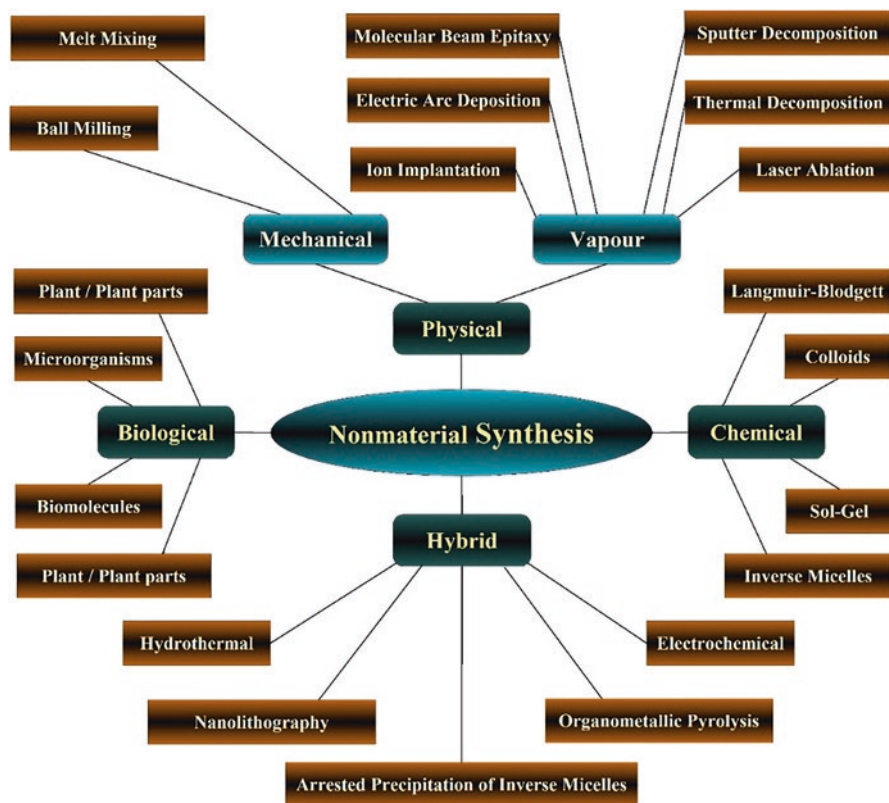 Melt Mixing
Molecular Beam Epitaxy
Sputter Decomposition
Electric Arc Deposition
Thermal Decomposition
Ball Milling
Ion Implantation
Laser Ablation
Mechanical
Vapour
Plant / Plant parts
Langmuir-Blodgett
Physical
Microorganisms
Colloids
Biological
Nonmaterial Synthesis
Chemical
Biomolecules
Sol-Gel
Hybrid
Plant / Plant parts
Inverse Micelles
Hydrothermal
Electrochemical
Nanolithography
Organometallic Pyrolysis
Arrested Precipitation of Inverse Micelles